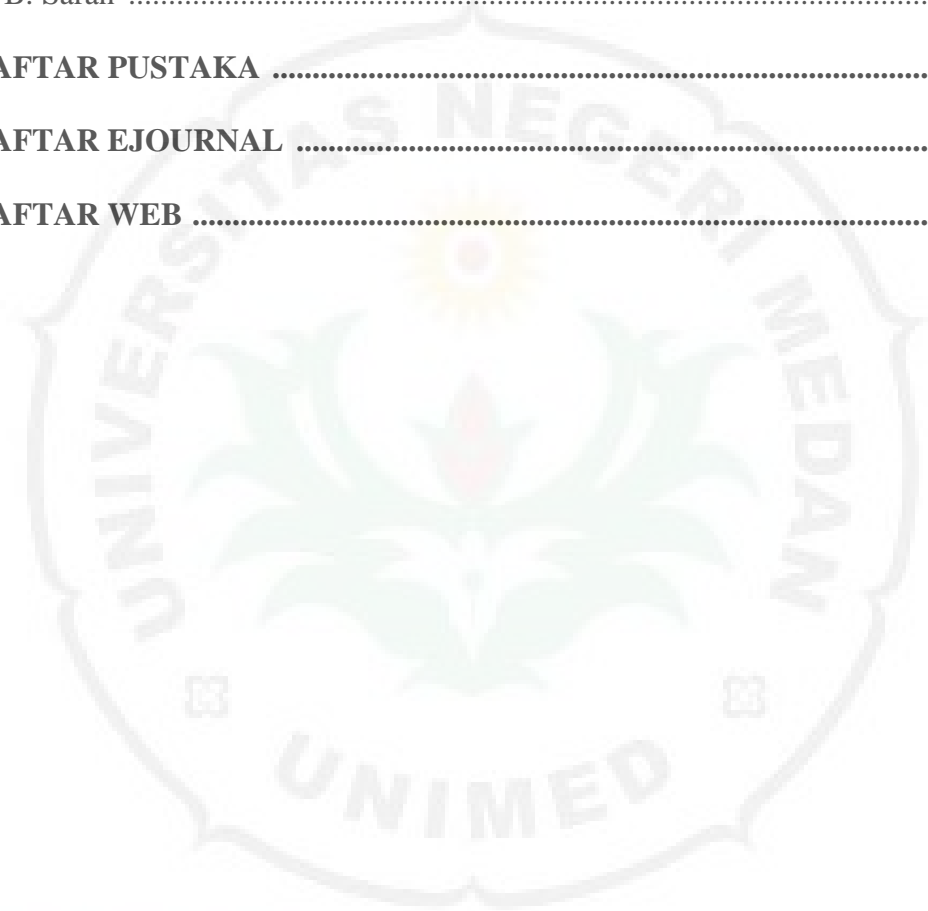 B. Saran ................................................................................................
AFTAR PUSTAKA ................................................................................
AFTAR EJOURNAL .............................................................................
AFTAR WEB .........................................................................................
UNIVERSITAS NEGERI MEDAN
UNIMED